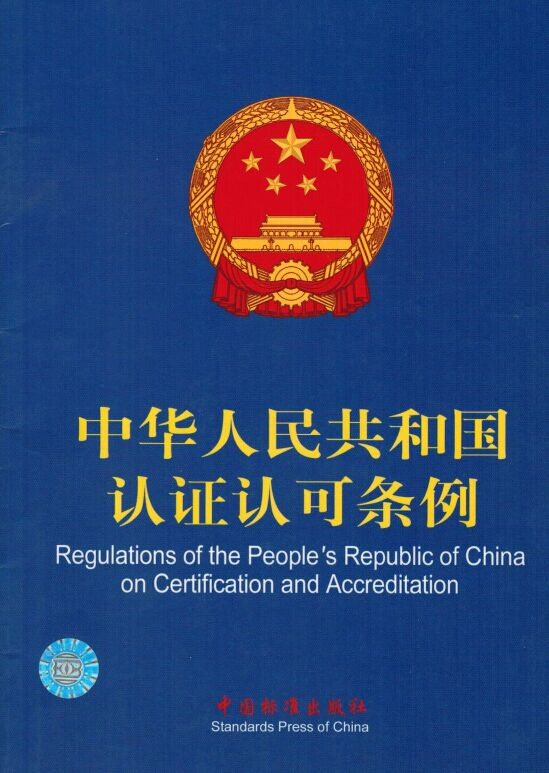 中华人民共和国
认证认可条例
Regulations of the People's Republic of China
on Certification and Accreditation
中国标准出版社
Standards Press of China